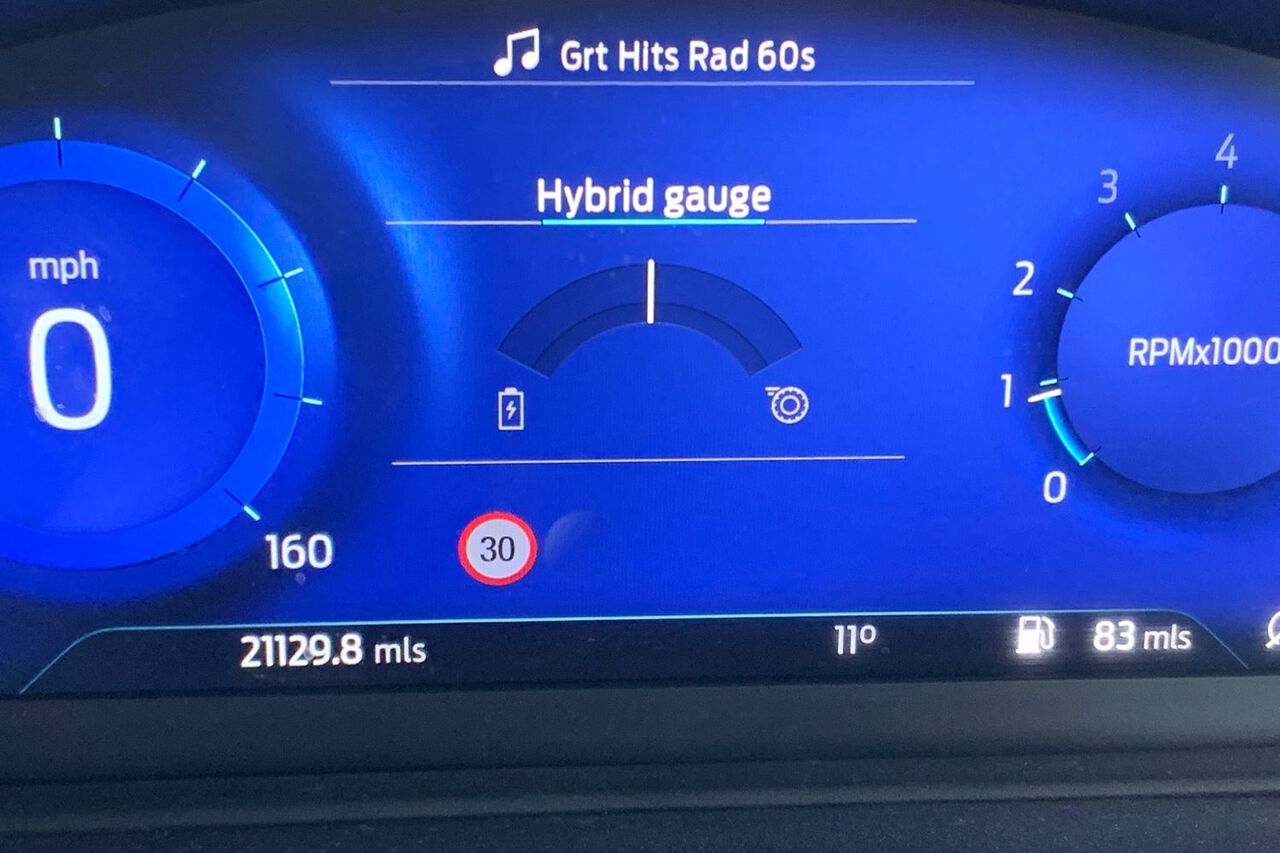 Grt Hits Rad 60s
Hybrid gauge
mph
0
160
30
4
3
2
1
0
RPMx1000
21129.8 mls
11º
83 mls